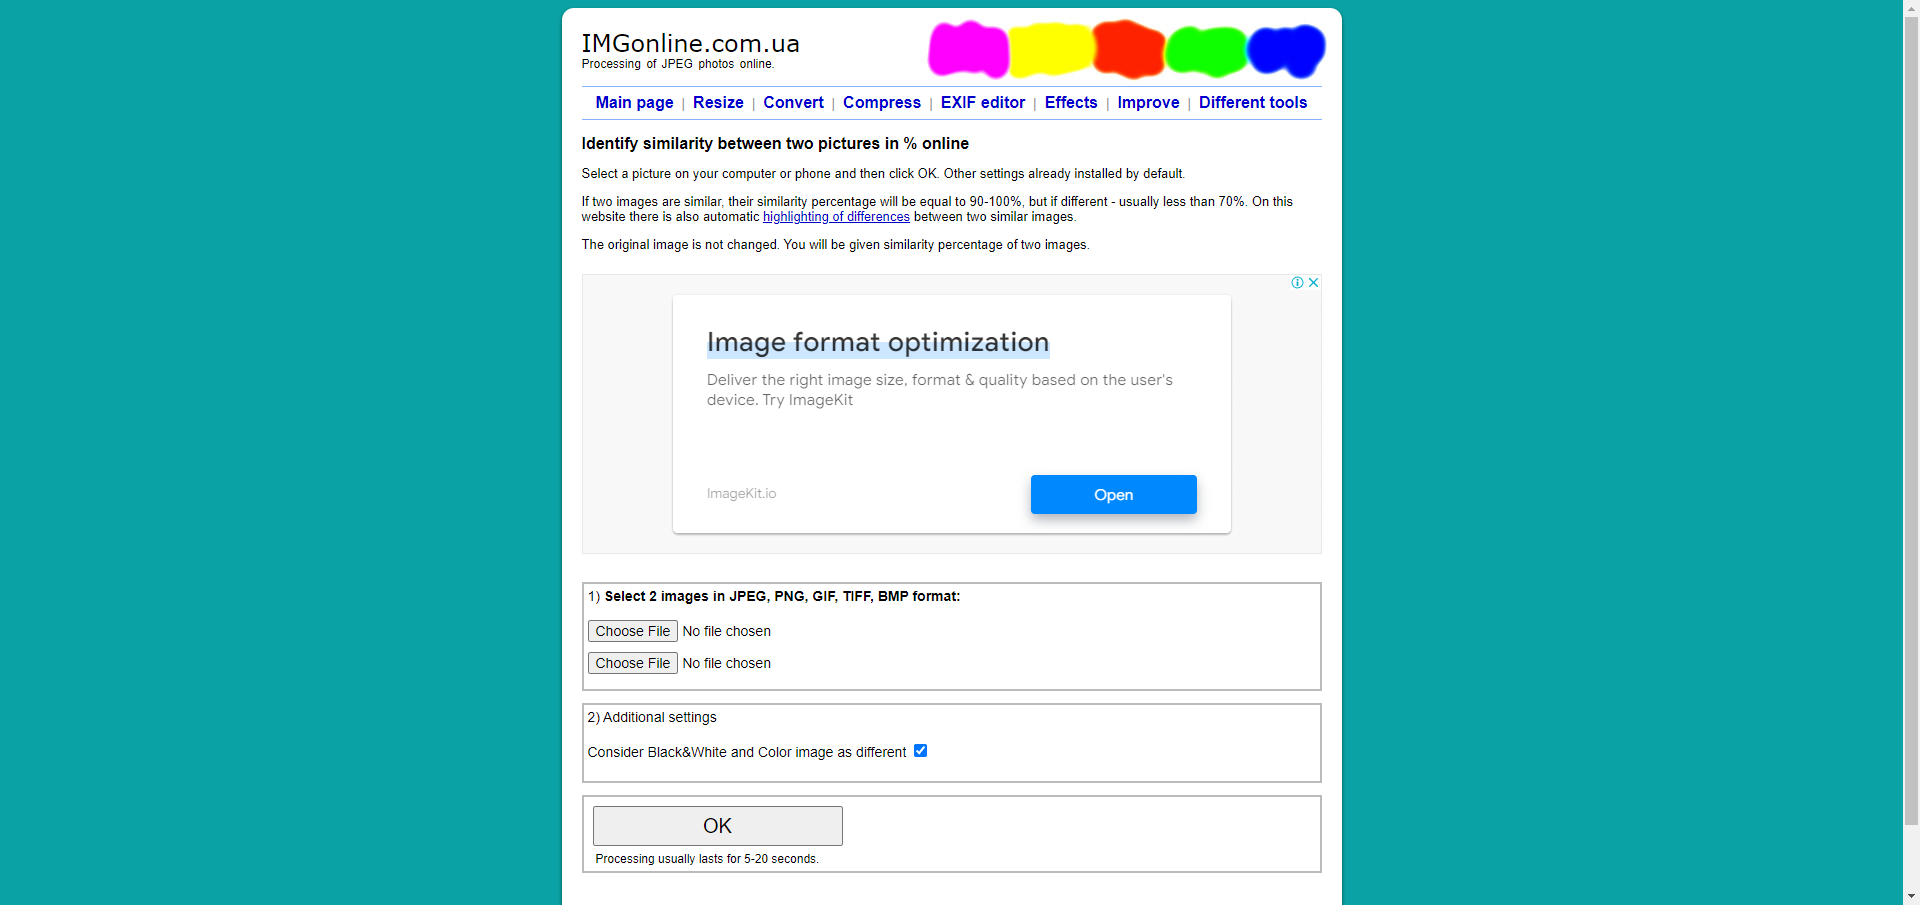 IMGonline.com.ua
Processing of JPEG photos online.
Main page | Resize | Convert | Compress | EXIF editor | Effects | Improve | Different tools
Identify similarity between two pictures in % online
Select a picture on your computer or phone and then click OK. Other settings already installed by default.
If two images are similar, their similarity percentage will be equal to 90-100%, but if different - usually less than 70%. On this
website there is also automatic highlighting of differences between two similar images.
The original image is not changed. You will be given similarity percentage of two images.
Image format optimization
Deliver the right image size, format & quality based on the user's
device. Try ImageKit
ImageKit.io
Open
1) Select 2 images in JPEG, PNG, GIF, TIFF, BMP format:
Choose File No file chosen
Choose File No file chosen
2) Additional settings
Consider Black&White and Color image as different
OK
Processing usually lasts for 5-20 seconds.